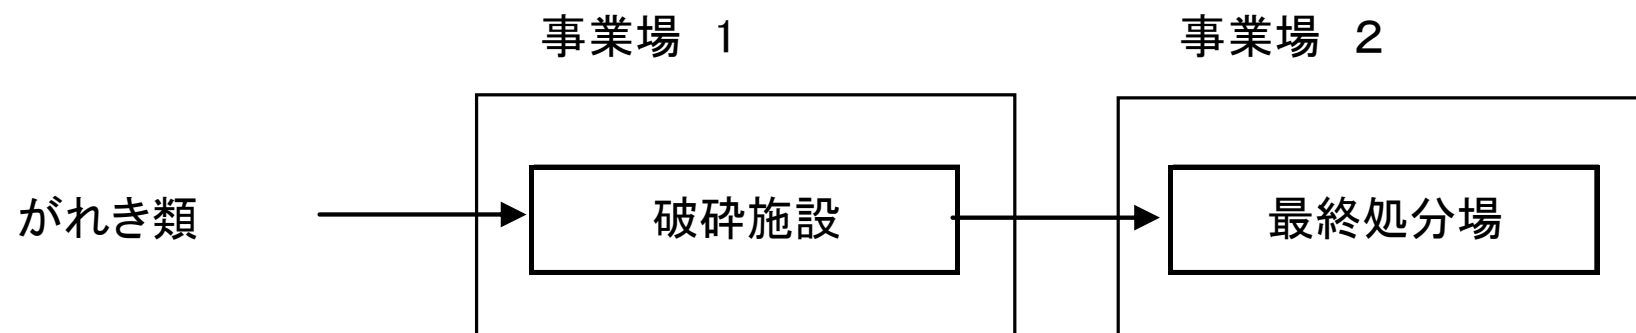 事業場　1
事業場　２
がれき類
破砕施設
最終処分場